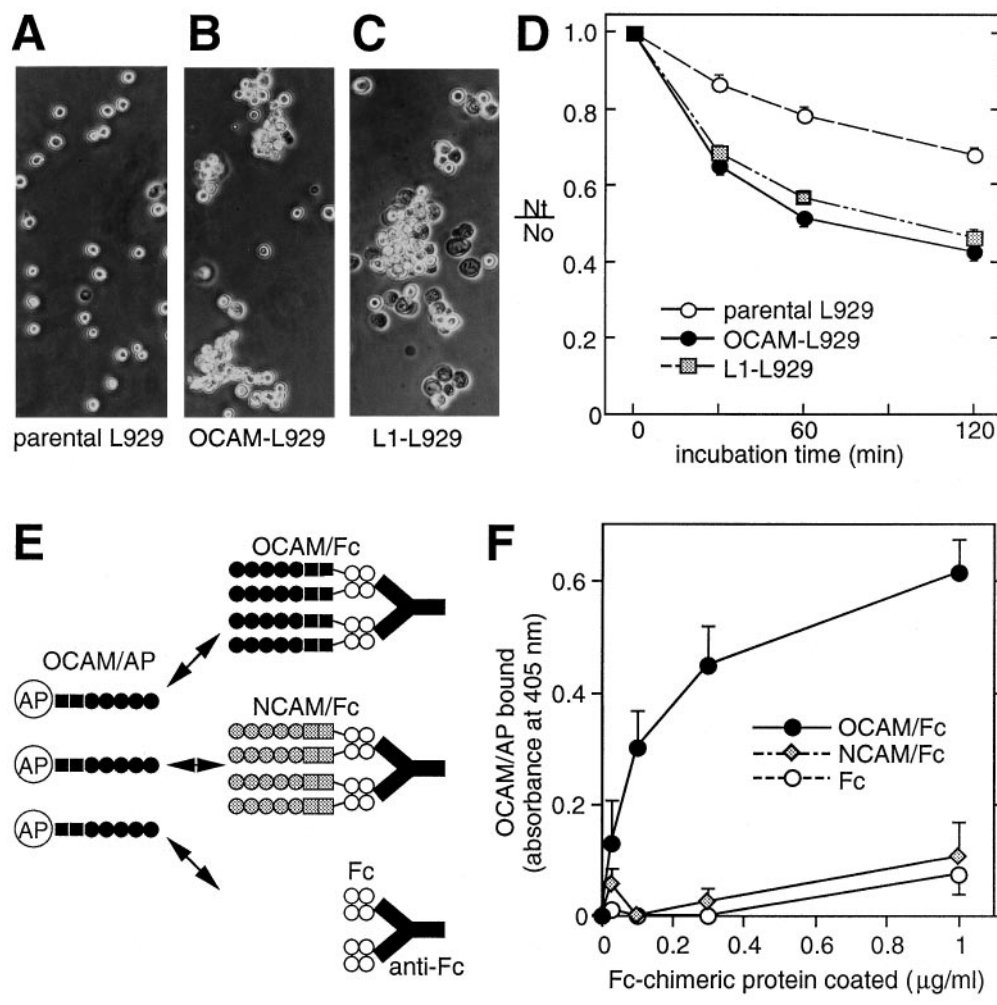 A
B
C
parental L929
OCAM-L929
L1-L929
D
1.0
0.8
0.6
0.4
0.2
0
Nt
No
parental L929
OCAM-L929
L1-L929
0
60
120
incubation time (min)
E
OCAM/Fc
OCAM/AP
AP
NCAM/Fc
AP
AP
Fc
anti-Fc
F
0.6
0.4
0.2
0
OCAM/AP bound
(absorbance at 405 nm)
OCAM/Fc
NCAM/Fc
Fc
0
0.2
0.4
0.6
0.8
1
Fc-chimeric protein coated (μg/ml)